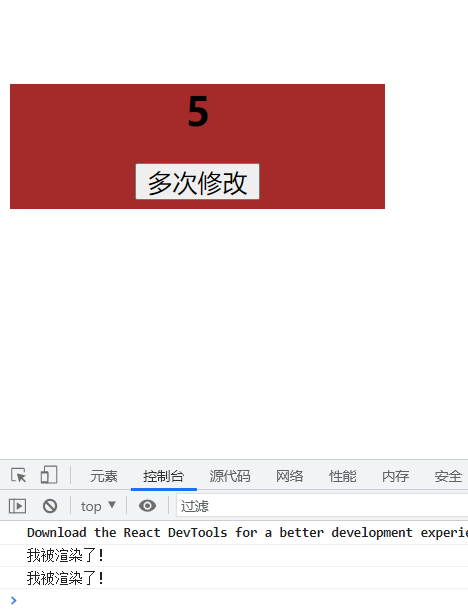 5
多次修改
元素 控制台 源代码 网络 性能 内存 安全
top 过滤
Download the React DevTools for a better development experie
我被渲染了!
我被渲染了!